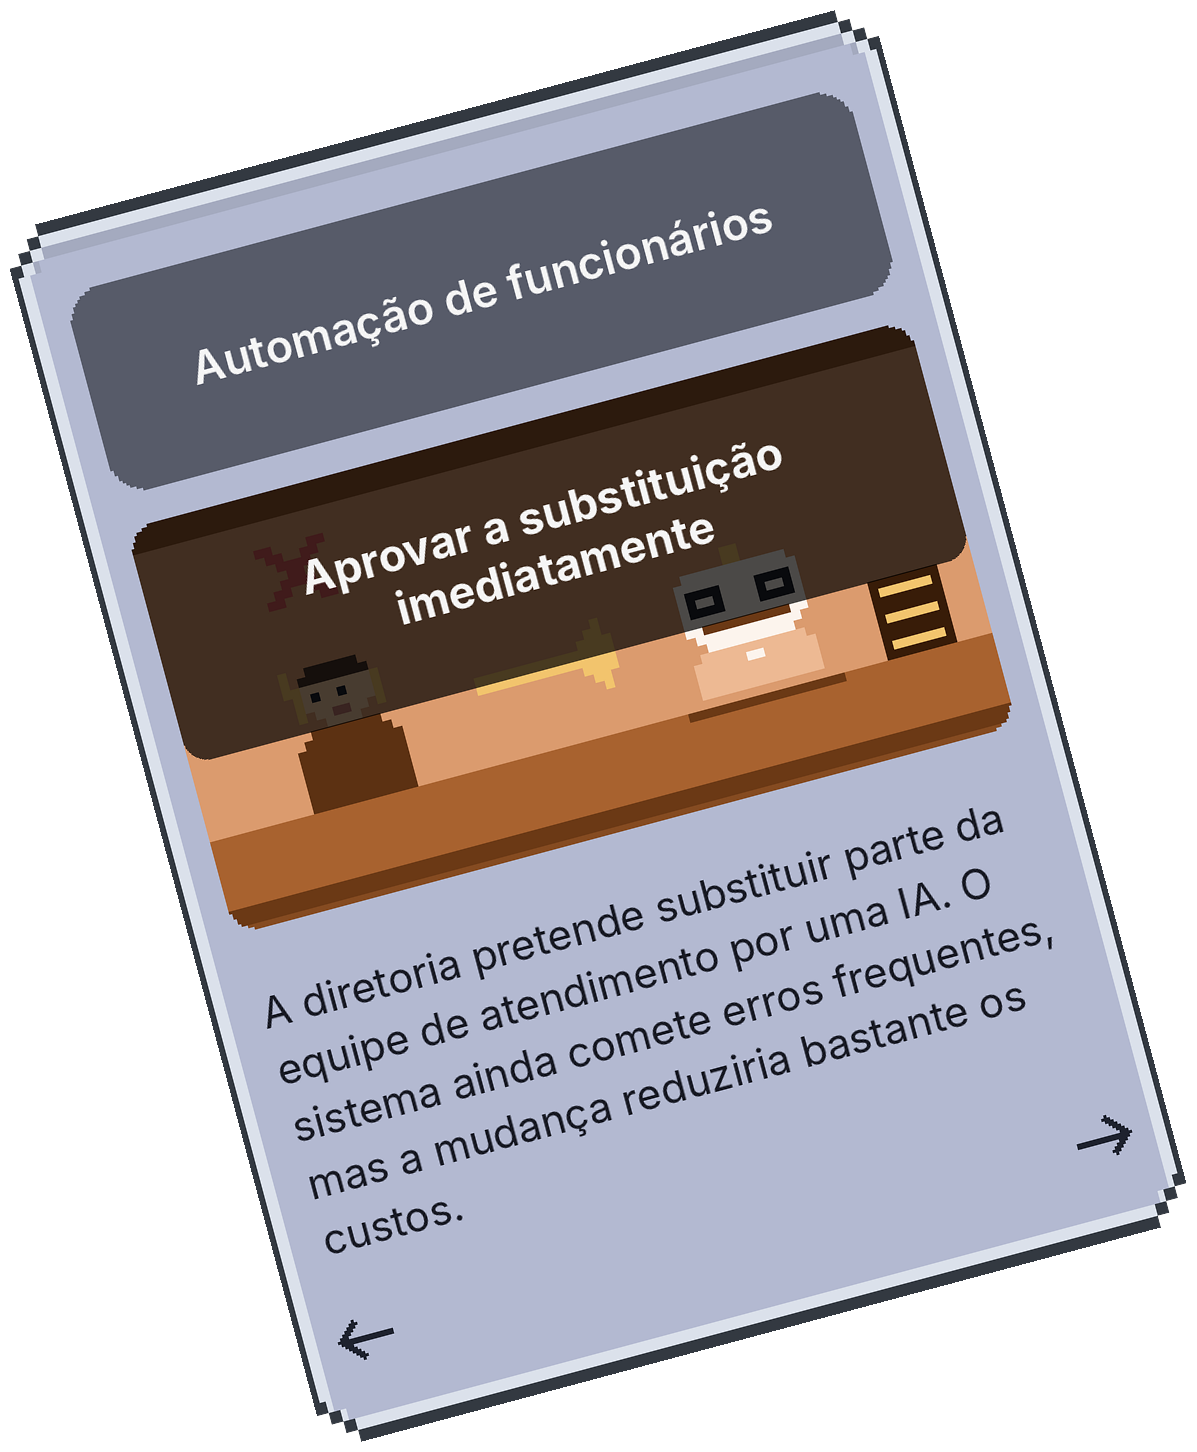 Automação de funcionários
Aprovar a substituição
imediatamente
A diretoria pretende substituir parte da
equipe de atendimento por uma IA. O
sistema ainda comete erros frequentes,
mas a mudança reduziria bastante os
custos.